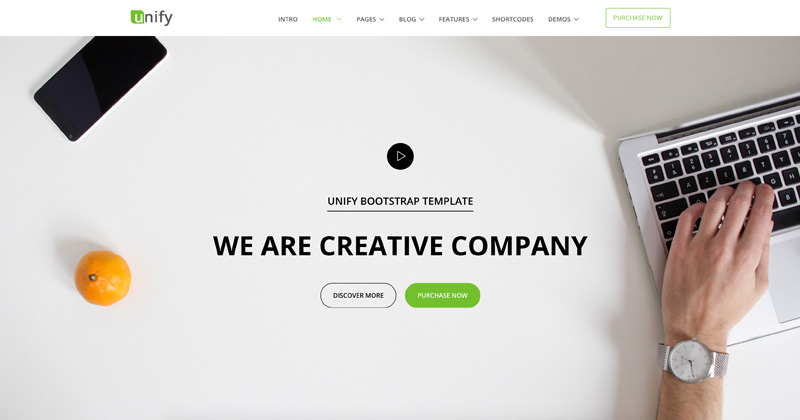 unify
INTRO HOME PAGES BLOG FEATURES SHORTCODES DEMOS PURCHASE NOW
UNIFY BOOTSTRAP TEMPLATE
WE ARE CREATIVE COMPANY
DISCOVER MORE PURCHASE NOW